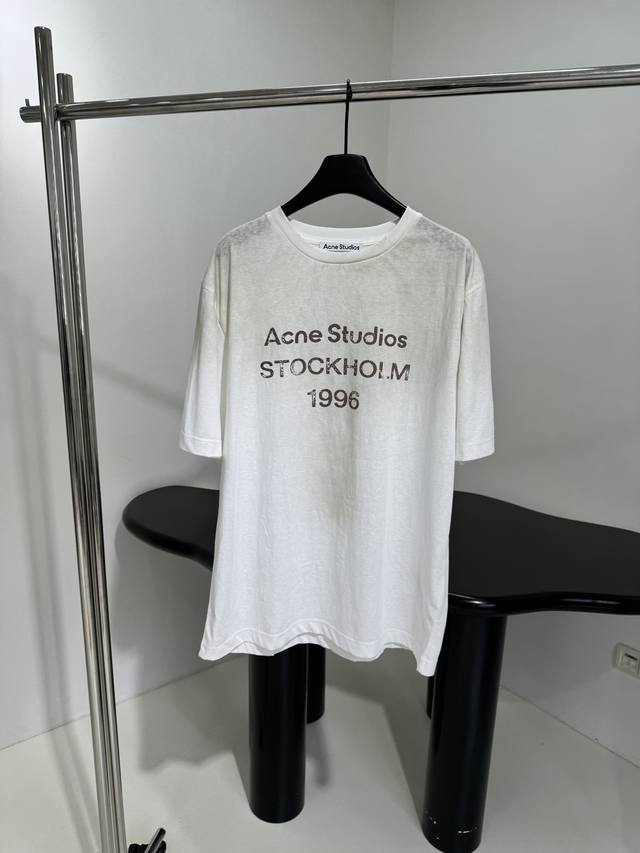 Acne Studios
Acne Studios
STOCKHOLM
1996